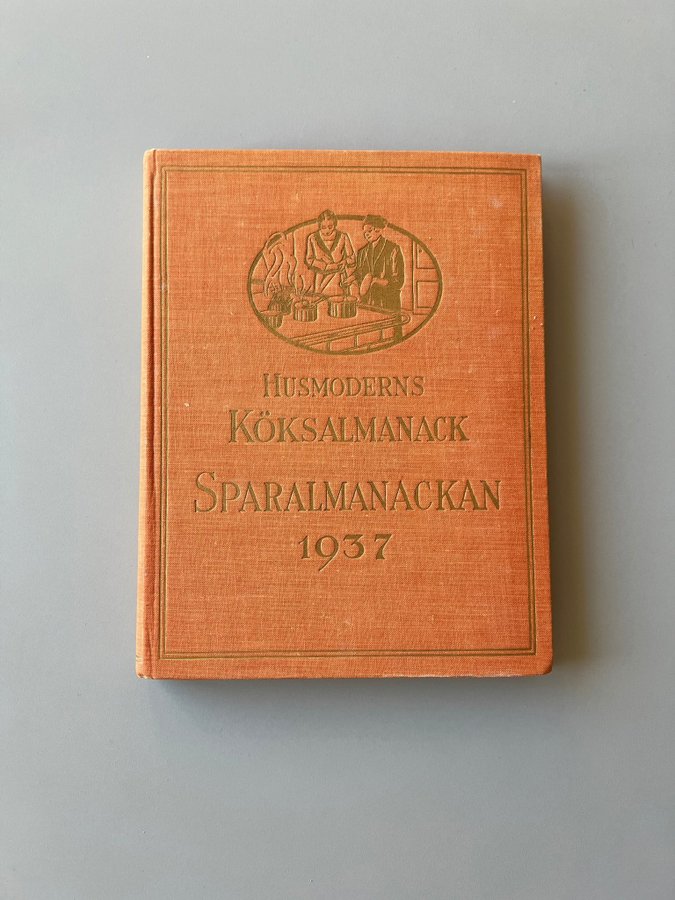 HUSMODERNS
KÖKSALMANACK
SPARALMANACKAN
1937